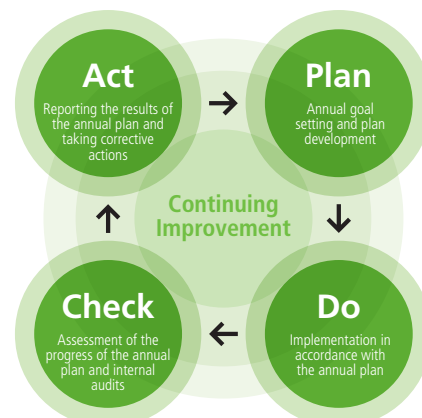 Act
Reporting the results of
the annual plan and
taking corrective
actions
Plan
Annual goal
setting and plan
development
Continuing
Improvement
Check
Assessment of the
progress of the annual
plan and internal
audits
Do
Implementation in
accordance with
the annual plan